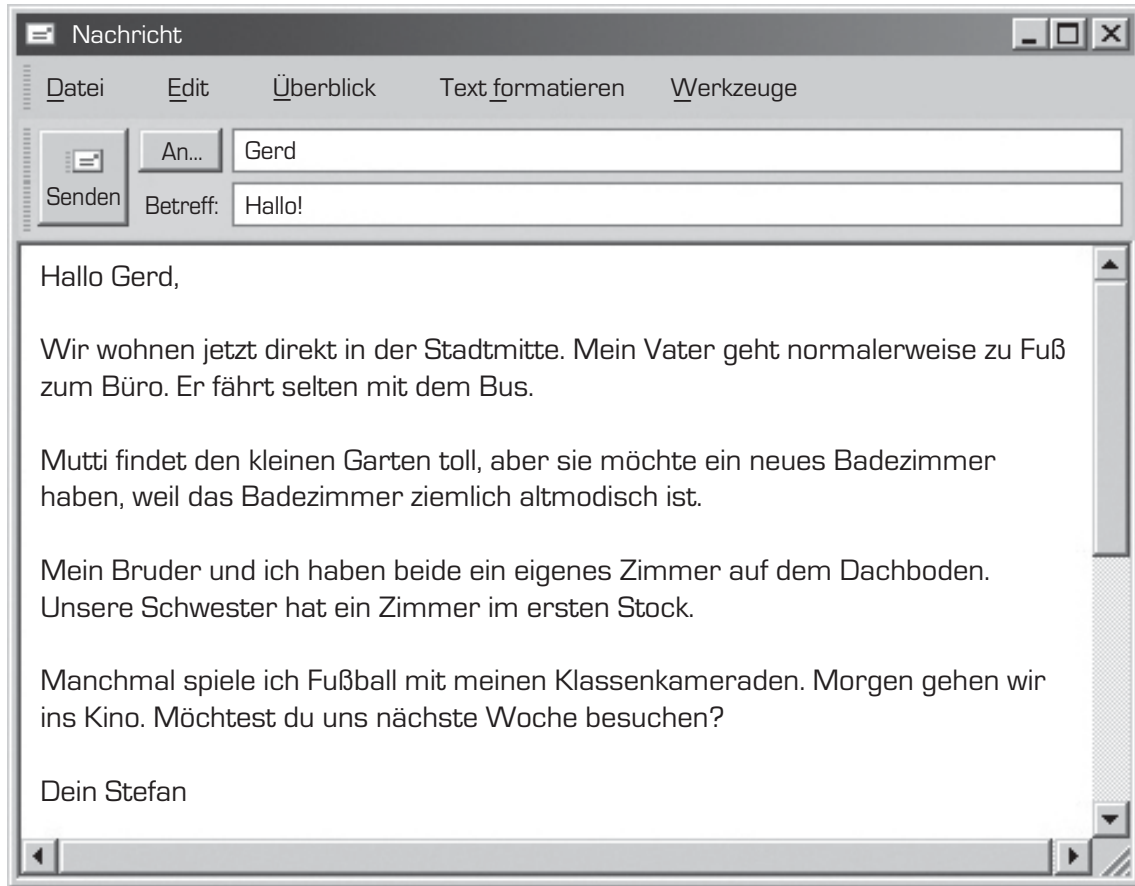 Nachricht
Datei Edit Überblick Text formatieren Werkzeuge
Senden
An... Gerd
Betreff: Hallo!
Hallo Gerd,
Wir wohnen jetzt direkt in der Stadtmitte. Mein Vater geht normalerweise zu Fuß
zum Büro. Er fährt selten mit dem Bus.
Mutti findet den kleinen Garten toll, aber sie möchte ein neues Badezimmer
haben, weil das Badezimmer ziemlich altmodisch ist.
Mein Bruder und ich haben beide ein eigenes Zimmer auf dem Dachboden.
Unsere Schwester hat ein Zimmer im ersten Stock.
Manchmal spiele ich Fußball mit meinen Klassenkameraden. Morgen gehen wir
ins Kino. Möchtest du uns nächste Woche besuchen?
Dein Stefan